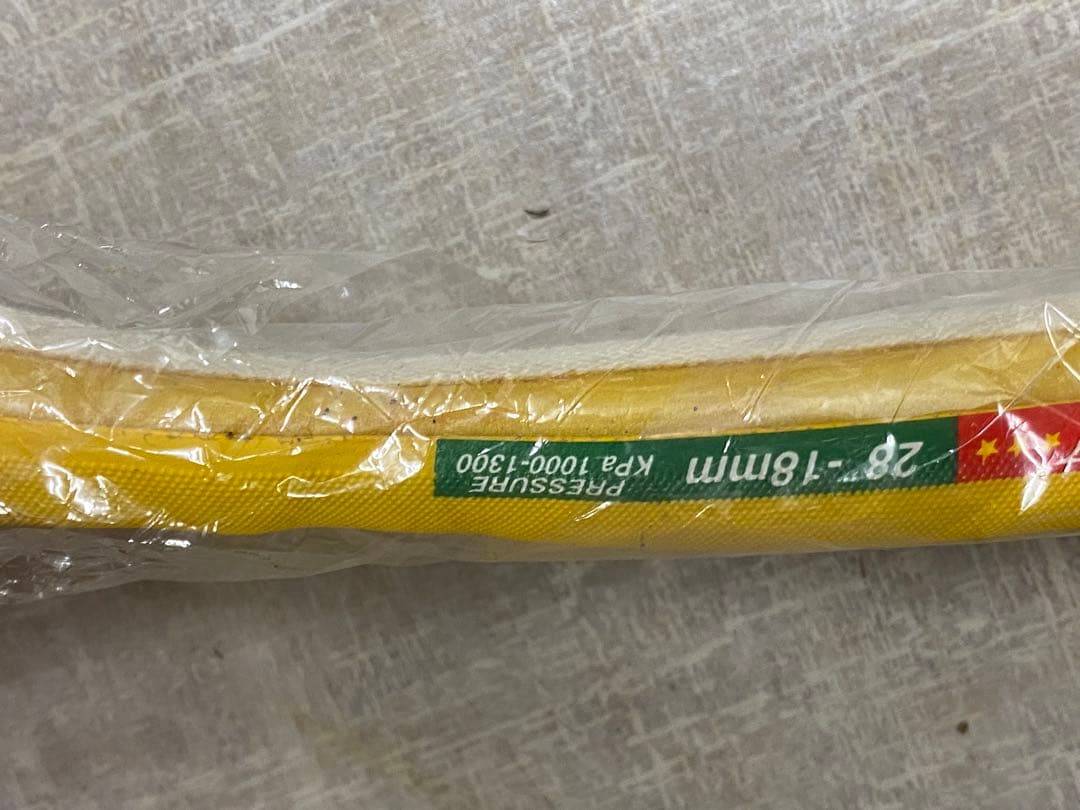 28 - 18mm
PRESSURE
KPa 1000-1300